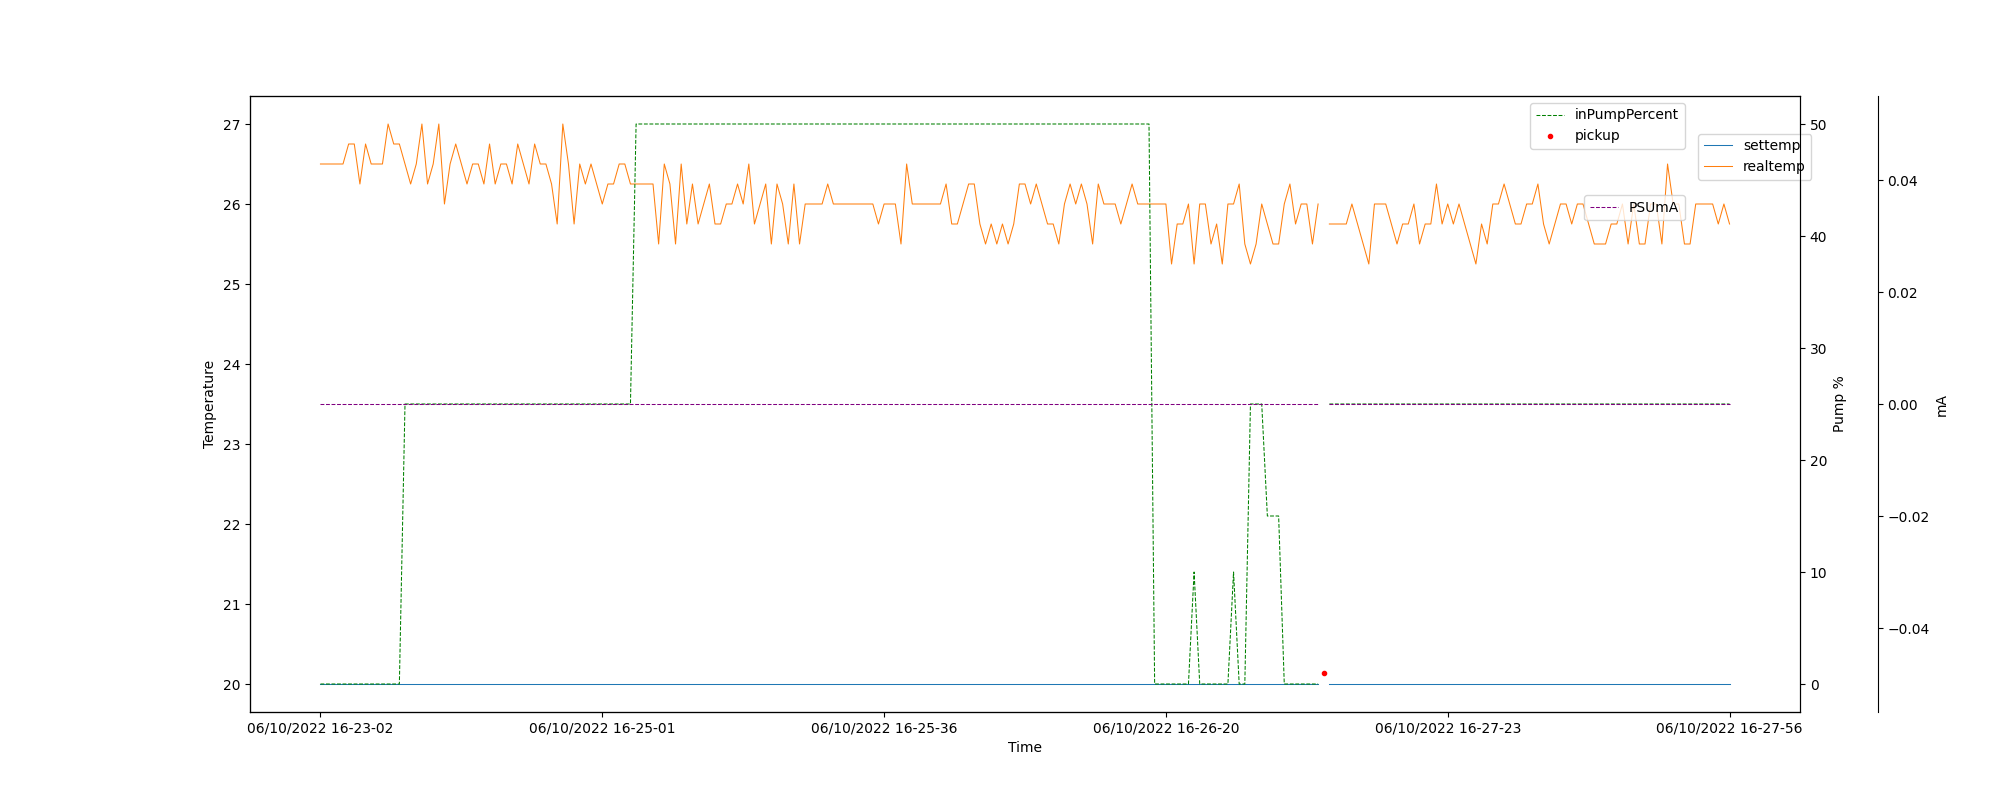 inPumpPercent
pickup
settemp
realtemp
PSUmA
27
26
25
24
23
22
21
20
Temperature
50
40
30
20
10
0
Pump %
0.04
0.02
0.00
−0.02
−0.04
mA
06/10/2022 16-23-02
06/10/2022 16-25-01
06/10/2022 16-25-36
06/10/2022 16-26-20
06/10/2022 16-27-23
06/10/2022 16-27-56
Time